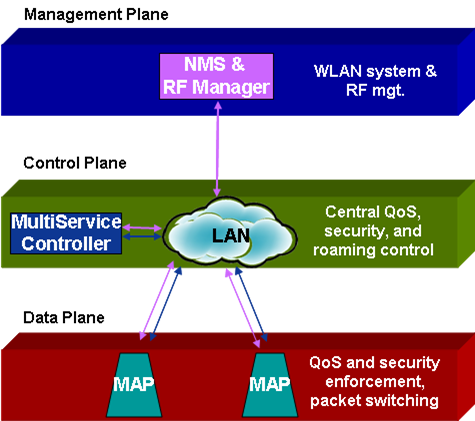 Management Plane
NMS &
RF Manager
WLAN system &
RF mgt.
Control Plane
MultiService
Controller
LAN
Central QoS,
security, and
roaming control
Data Plane
MAP
MAP
QoS and security
enforcement,
packet switching